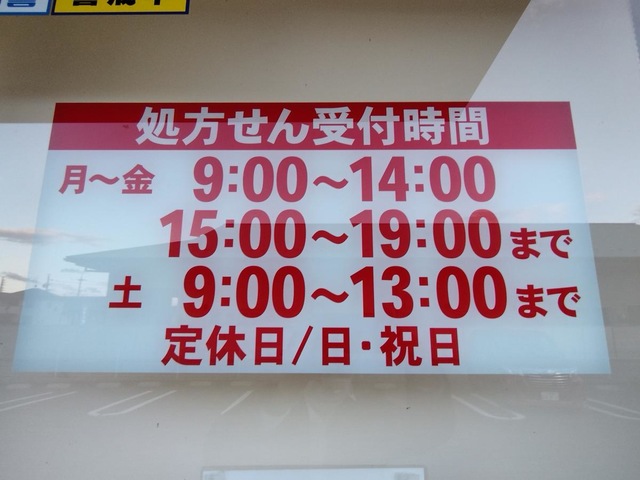 処方せん受付時間
月～金 9:00～14:00
15:00～19:00まで
土 9:00～13:00まで
定休日/日・祝日